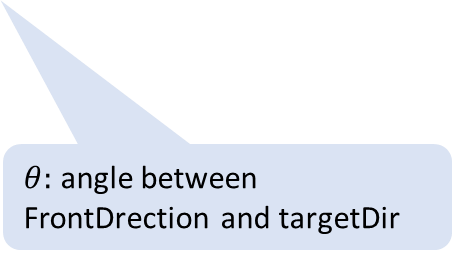 θ: angle between
FrontDrection and targetDir